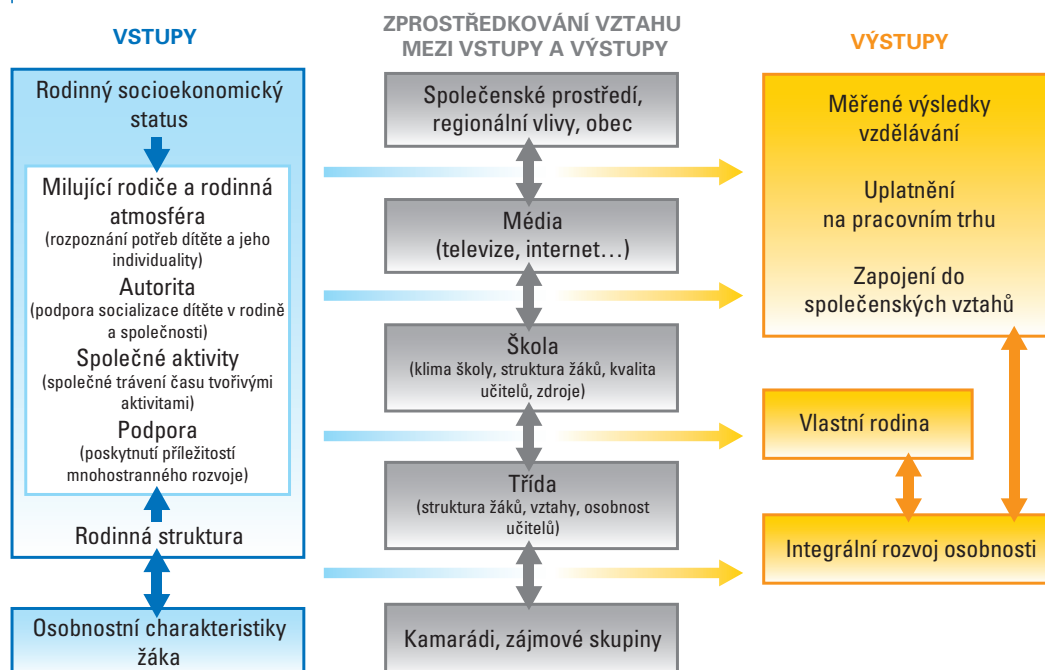 VSTUPY
Rodinný socioekonomický
status
Milující rodiče a rodinná
atmosféra
(rozpoznání potřeb dítěte a jeho
individuality)
Autorita
(podpora socializace dítěte v rodině
a společnosti)
Společné aktivity
(společné trávení času tvořivými
aktivitami)
Podpora
(poskytnutí příležitostí
mnohostranného rozvoje)
Rodinná struktura
Osobnostní charakteristiky
žáka
ZPROSTŘEDKOVÁNÍ VZTAHU
MEZI VSTUPY A VÝSTUPY
Společenské prostředí,
regionální vlivy, obec
Média
(televize, internet…)
Škola
(klima školy, struktura žáků, kvalita
učitelů, zdroje)
Třída
(struktura žáků, vztahy, osobnost
učitelů)
Kamarádi, zájmové skupiny
VÝSTUPY
Měřené výsledky
vzdělávání
Uplatnění
na pracovním trhu
Zapojení do
společenských vztahů
Vlastní rodina
Integrální rozvoj osobnosti